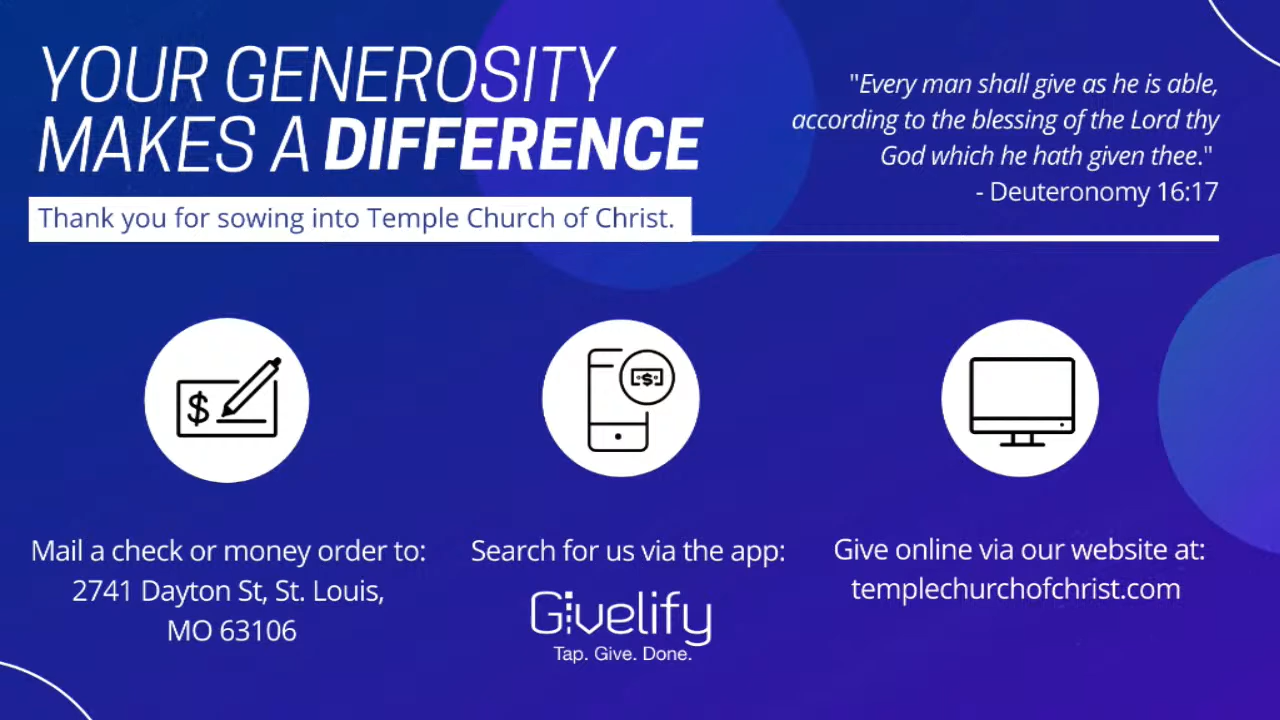 YOUR GENEROSITY
MAKES A DIFFERENCE
Thank you for sowing into Temple Church of Christ.
"Every man shall give as he is able,
according to the blessing of the Lord thy
God which he hath given thee."
- Deuteronomy 16:17
$
Mail a check or money order to:
2741 Dayton St, St. Louis,
MO 63106
$
Search for us via the app:
Givelify
Tap. Give. Done.
Give online via our website at:
templechurchofchrist.com